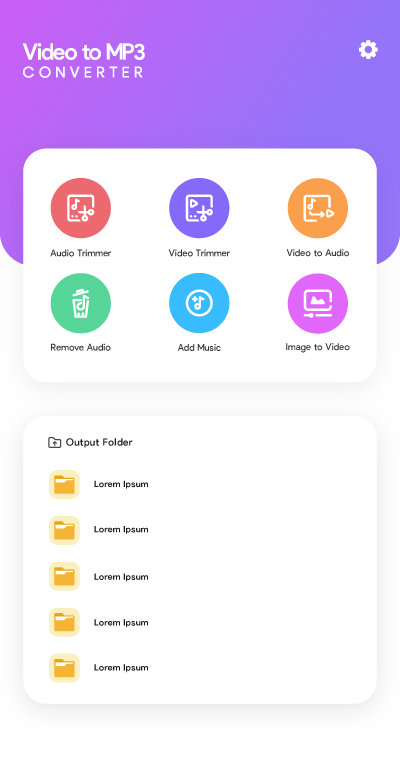 Video to MP3
CONVERTER
Audio Trimmer
Video Trimmer
Video to Audio
Remove Audio
Add Music
Image to Video
Output Folder
Lorem Ipsum
Lorem Ipsum
Lorem Ipsum
Lorem Ipsum
Lorem Ipsum